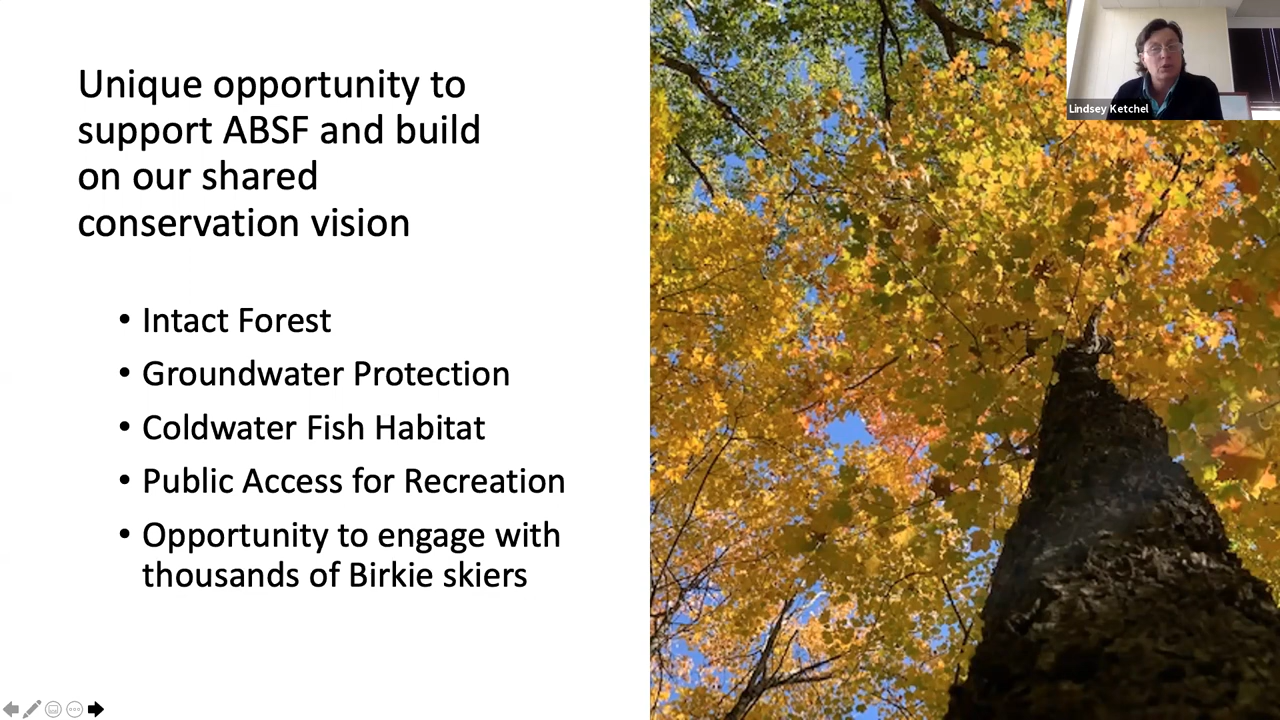 Unique opportunity to
support ABSF and build
on our shared
conservation vision
• Intact Forest
• Groundwater Protection
• Coldwater Fish Habitat
• Public Access for Recreation
• Opportunity to engage with
thousands of Birkie skiers
Lindsey Ketchel